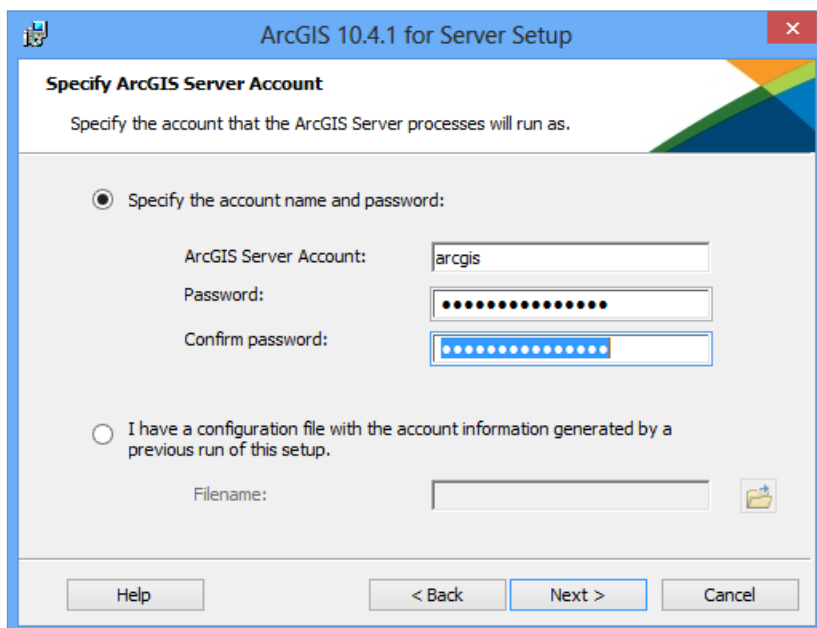 ArcGIS 10.4.1 for Server Setup
Specify ArcGIS Server Account
Specify the account that the ArcGIS Server processes will run as.
Specify the account name and password:
ArcGIS Server Account:
arcgis
Password:
●●●●●●●●●●●●●●●
Confirm password:
●●●●●●●●●●●●●●●
I have a configuration file with the account information generated by a
previous run of this setup.
Filename:
Help
< Back
Next >
Cancel